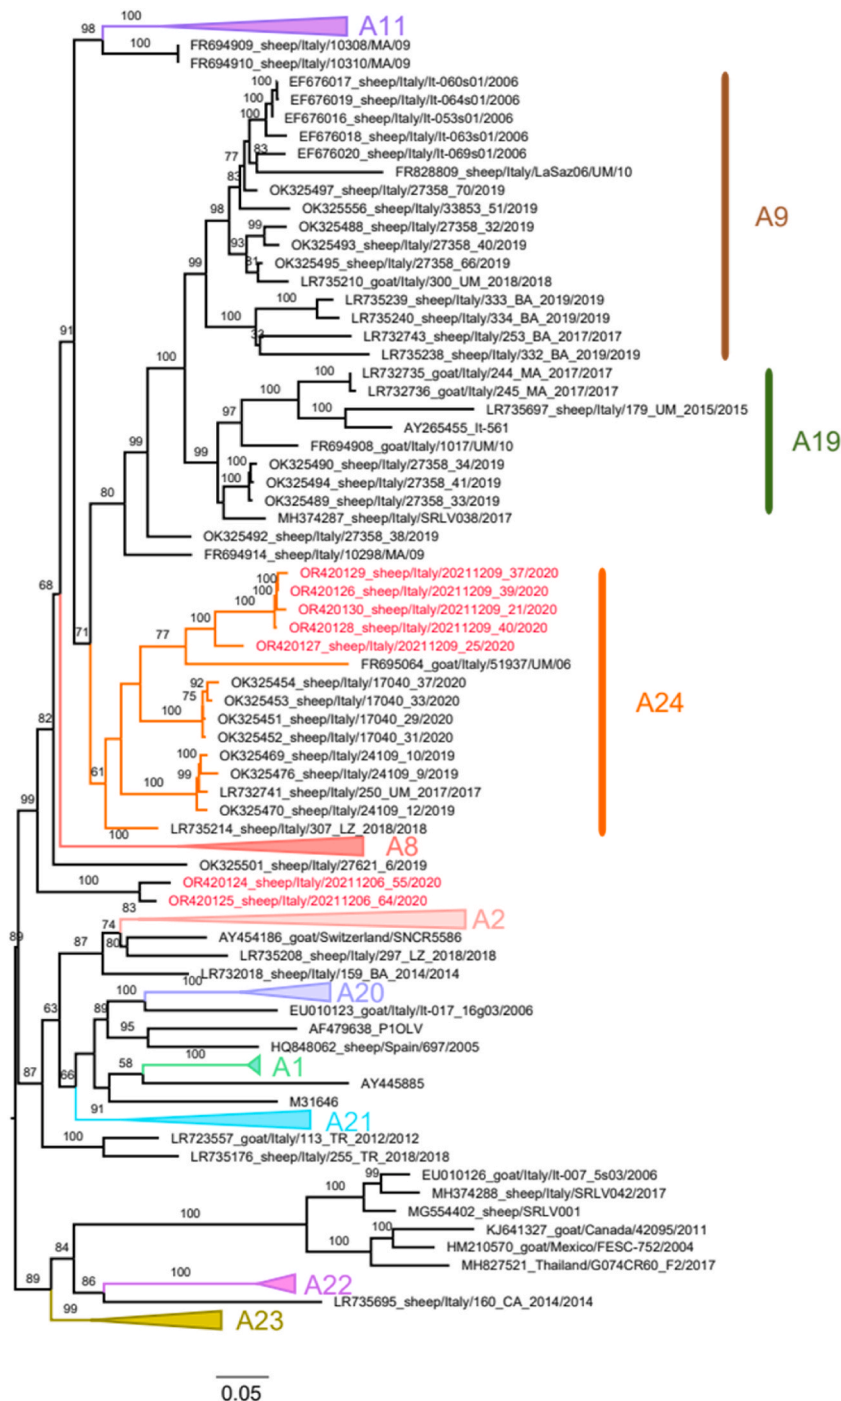 100
A11
98
100
FR694909_sheep/Italy/10308/MA/09
FR694910_sheep/Italy/10310/MA/09
100
EF676017_sheep/Italy/It-060s01/2006
100
EF676019_sheep/Italy/It-064s01/2006
100
EF676016_sheep/Italy/It-053s01/2006
EF676018_sheep/Italy/It-063s01/2006
83
EF676020_sheep/Italy/It-069s01/2006
77
FR828809_sheep/Italy/LaSaz06/UM/10
83
OK325497_sheep/Italy/27358_70/2019
98
OK325556_sheep/Italy/33853_51/2019
A9
99
OK325488_sheep/Italy/27358_32/2019
93
OK325493_sheep/Italy/27358_40/2019
99
81
OK325495_sheep/Italy/27358_66/2019
LR735210_goat/Italy/300_UM_2018/2018
100
LR735239_sheep/Italy/333_BA_2019/2019
100
LR735240_sheep/Italy/334_BA_2019/2019
91
LR732743_sheep/Italy/253_BA_2017/2017
LR735238_sheep/Italy/332_BA_2019/2019
100
100
LR732735_goat/Italy/244_MA_2017/2017
100
LR732736_goat/Italy/245_MA_2017/2017
97
100
LR735697_sheep/Italy/179_UM_2015/2015
AY265455_It-561
99
FR694908_goat/Italy/1017/UM/10
A19
99
100
OK325490_sheep/Italy/27358_34/2019
100
OK325494_sheep/Italy/27358_41/2019
80
OK325489_sheep/Italy/27358_33/2019
MH374287_sheep/Italy/SRLV038/2017
OK325492_sheep/Italy/27358_38/2019
FR694914_sheep/Italy/10298/MA/09
100
OR420129_sheep/Italy/20211209_37/2020
68
100
OR420126_sheep/Italy/20211209_39/2020
100
OR420130_sheep/Italy/20211209_21/2020
100
OR420128_sheep/Italy/20211209_40/2020
71
77
OR420127_sheep/Italy/20211209_25/2020
FR695064_goat/Italy/51937/UM/06
92
OK325454_sheep/Italy/17040_37/2020
75
OK325453_sheep/Italy/17040_33/2020
A24
100
OK325451_sheep/Italy/17040_29/2020
82
OK325452_sheep/Italy/17040_31/2020
100
OK325469_sheep/Italy/24109_10/2019
61
99
OK325476_sheep/Italy/24109_9/2019
100
LR732741_sheep/Italy/250_UM_2017/2017
99
OK325470_sheep/Italy/24109_12/2019
LR735214_sheep/Italy/307_LZ_2018/2018
100
A8
OK325501_sheep/Italy/27621_6/2019
100
OR420124_sheep/Italy/20211206_55/2020
OR420125_sheep/Italy/20211206_64/2020
83
A2
74
89
87
80
AY454186_goat/Switzerland/SNCR5586
LR735208_sheep/Italy/297_LZ_2018/2018
LR732018_sheep/Italy/159_BA_2014/2014
100
100
A20
63
89
EU010123_goat/Italy/It-017_16g03/2006
95
AF479638_P1OLV
HQ848062_sheep/Spain/697/2005
100
58
A1
87
66
AY445885
M31646
91
A21
100
LR723557_goat/Italy/113_TR_2012/2012
LR735176_sheep/Italy/255_TR_2018/2018
99
EU010126_goat/Italy/It-007_5s03/2006
100
MH374288_sheep/Italy/SRLV042/2017
MG554402_sheep/SRLV001
100
100
KJ641327_goat/Canada/42095/2011
100
HM210570_goat/Mexico/FESC-752/2004
84
MH827521_Thailand/G074CR60_F2/2017
100
89
86
A22
LR735695_sheep/Italy/160_CA_2014/2014
99
A23
0.05